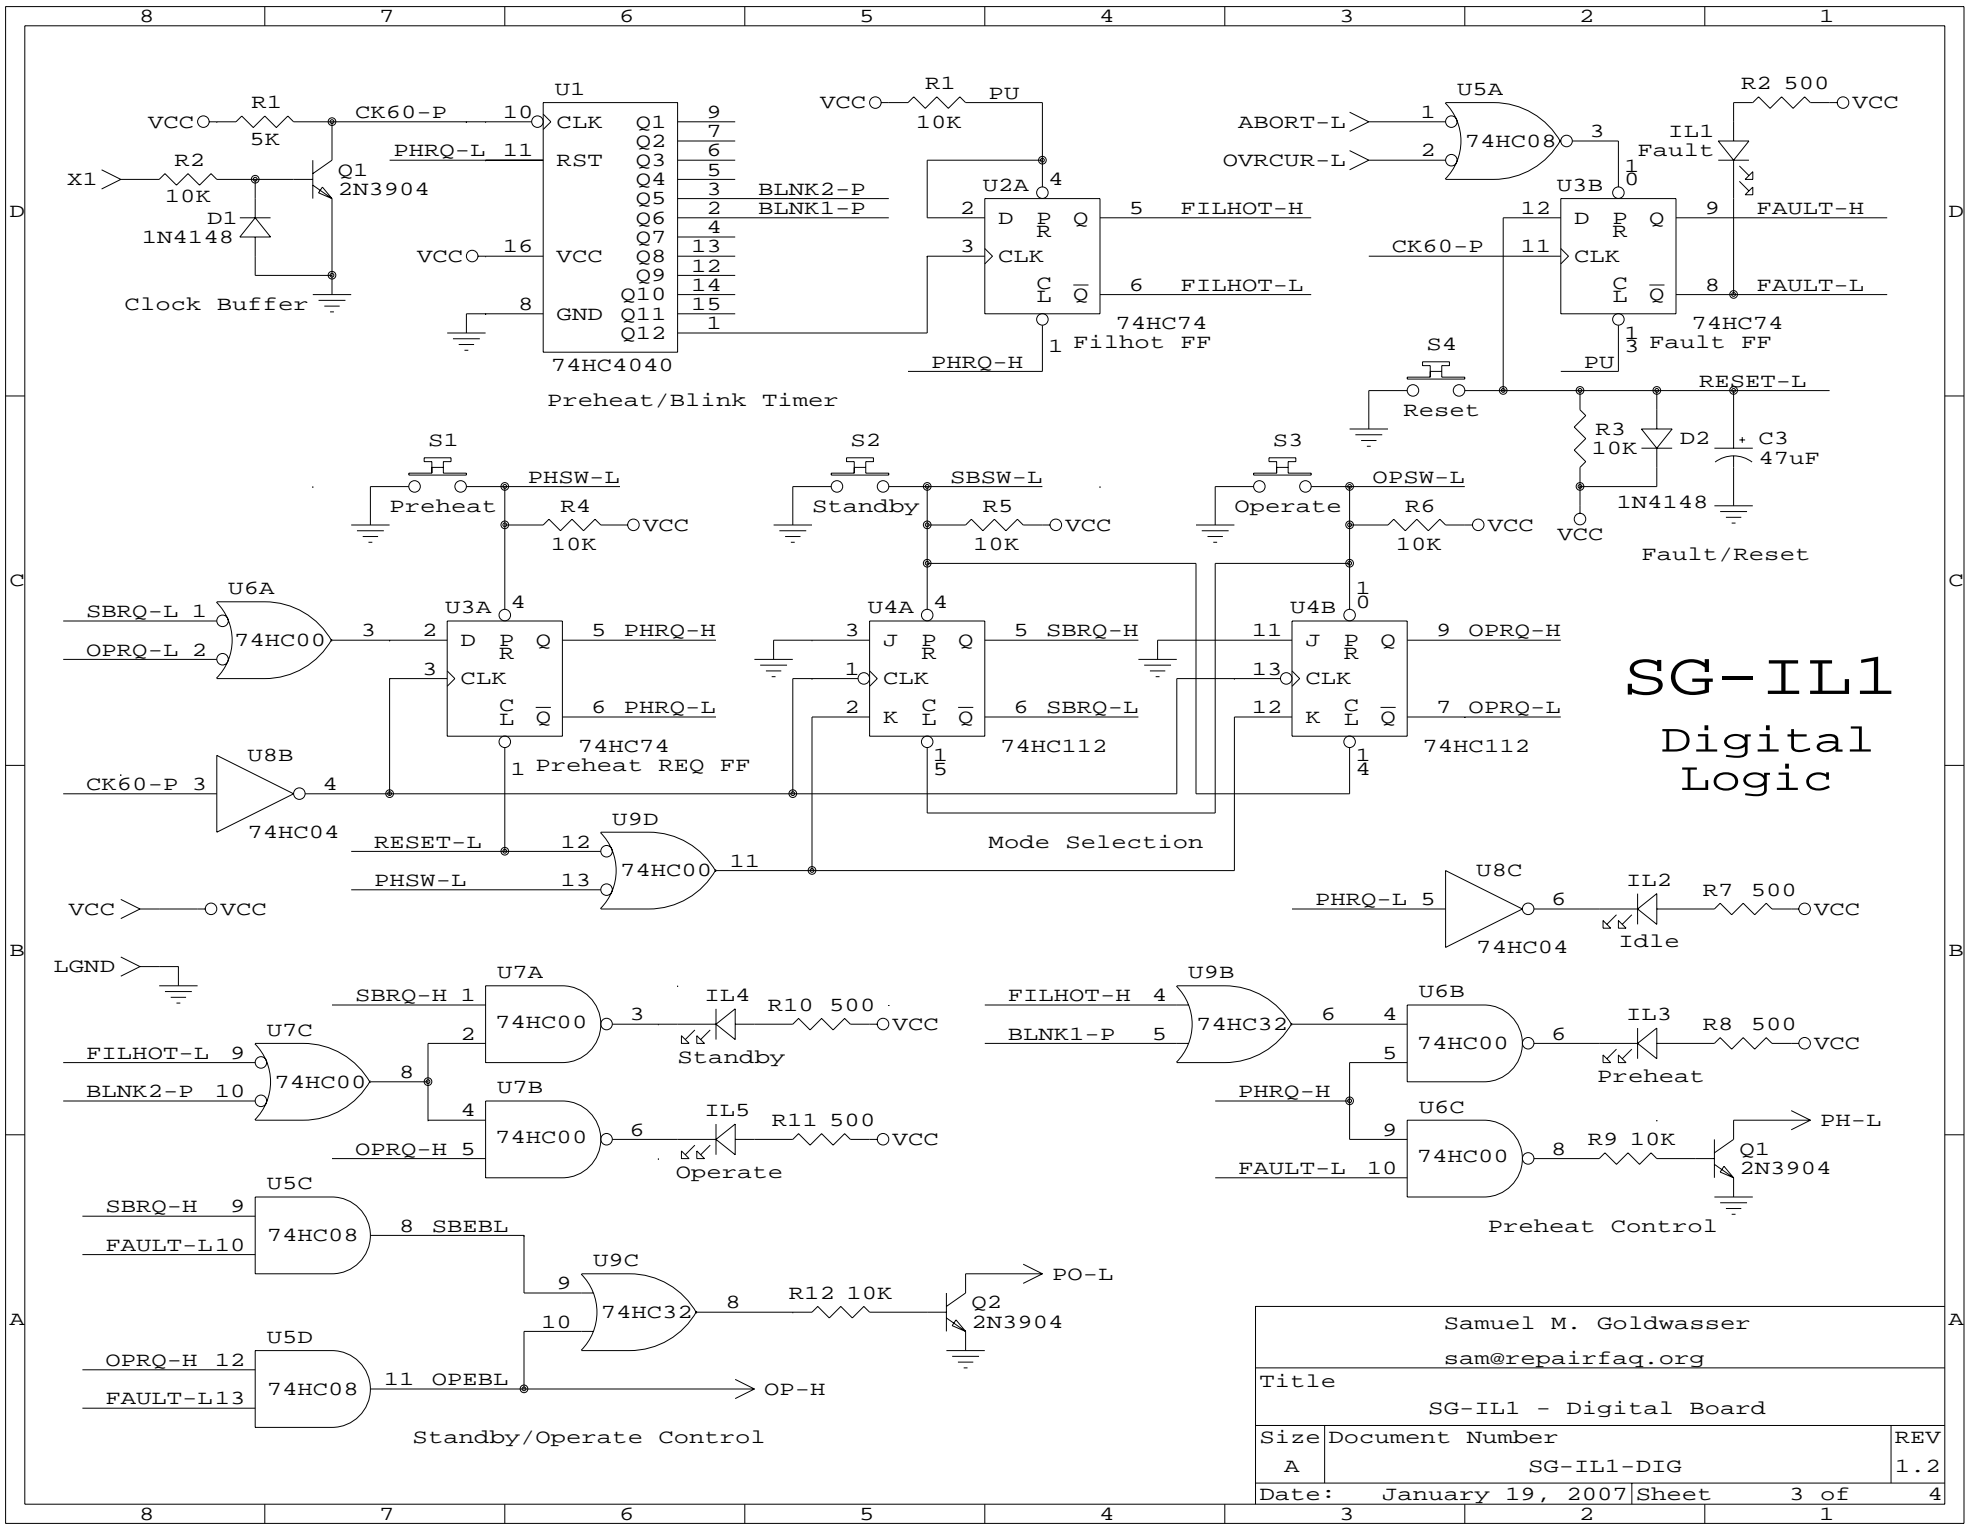 8 7 6 5 4 3 2 1
D
C
B
A
D
C
B
A
VCC
R1
5K
CK60-P
X1
R2
10K
D1
1N4148
Q1
2N3904
Clock Buffer
U1
10 CLK
PHRQ-L 11 RST
VCC 16 VCC
8 GND
Q1 9
Q2 7
Q3 6
Q4 5
Q5 3 BLNK2-P
Q6 2 BLNK1-P
Q7 4
Q8 13
Q9 12
Q10 14
Q11 15
Q12 1
74HC4040
Preheat/Blink Timer
VCC
R1
10K
PU
U2A
4
2 D PR Q 5 FILHOT-H
3 CLK
CL Q 6 FILHOT-L
74HC74
1 Filhot FF
PHRQ-H
U5A
ABORT-L 1
OVRCUR-L 2
74HC08
3
R2 500
VCC
IL1
Fault
10
U3B
12 D PR Q 9 FAULT-H
CK60-P 11 CLK
CL Q 8 FAULT-L
74HC74
13 Fault FF
PU
S4
Reset
RESET-L
R3
10K
D2
1N4148
C3
+
47uF
VCC
Fault/Reset
S1
Preheat
PHSW-L
R4
10K
VCC
S2
Standby
SBSW-L
R5
10K
VCC
S3
Operate
OPSW-L
R6
10K
VCC
U6A
SBRQ-L 1
OPRQ-L 2
74HC00
3
U3A 4
2 D PR Q 5 PHRQ-H
3 CLK
CL Q 6 PHRQ-L
74HC74
1 Preheat REQ FF
U4A 4
3 J PR Q 5 SBRQ-H
1 CLK
2 K CL Q 6 SBRQ-L
15
74HC112
U4B 10
11 J PR Q 9 OPRQ-H
13 CLK
12 K CL Q 7 OPRQ-L
14
74HC112
SG-IL1
Digital
Logic
U8B
CK60-P 3
4
74HC04
U9D
RESET-L 12
PHSW-L 13
74HC00
11
Mode Selection
VCC
VCC
LGND
U8C
PHRQ-L 5
6
74HC04
IL2
Idle
R7 500
VCC
U7A
SBRQ-H 1
2
74HC00
3
IL4
Standby
R10 500
VCC
U7C
FILHOT-L 9
BLNK2-P 10
74HC00
8
U7B
4
OPRQ-H 5
74HC00
6
IL5
Operate
R11 500
VCC
U9B
FILHOT-H 4
BLNK1-P 5
74HC32
6
U6B
4
5
74HC00
6
IL3
Preheat
R8 500
VCC
PHRQ-H
U6C
9
FAULT-L 10
74HC00
8
R9 10K
Q1
2N3904
PH-L
Preheat Control
U5C
SBRQ-H 9
FAULT-L 10
74HC08
8 SBEBL
U9C
9
10
74HC32
8
R12 10K
Q2
2N3904
PO-L
U5D
OPRQ-H 12
FAULT-L 13
74HC08
11 OPEBL
OP-H
Standby/Operate Control
Samuel M. Goldwasser
sam@repairfaq.org
Title
SG-IL1 - Digital Board
Size Document Number REV
A SG-IL1-DIG 1.2
Date: January 19, 2007 Sheet 3 of 4
8 7 6 5 4 3 2 1